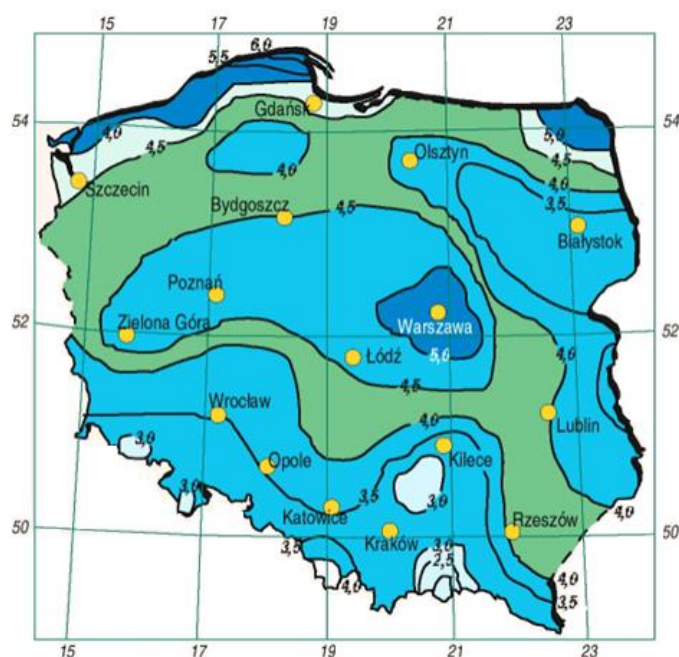 15 17 19 21 23
6,0
5,5
Gdańsk
54 54
4,0
5,0
4,5
4,5
Olsztyn
4,0
4,0
Szczecin
3,5
Bydgoszcz
4,5
Białystok
Poznań
52 Zielona Góra Warszawa 52
Łódź 5,0 4,0
4,5
Wrocław
4,0
Lublin
3,0
Opole
Kilece
3,0
3,5
3,0
Katowice
Rzeszów
4,0
50 50
Kraków
3,5
3,0
2,5
4,0
4,0
3,5
15 17 19 21 23